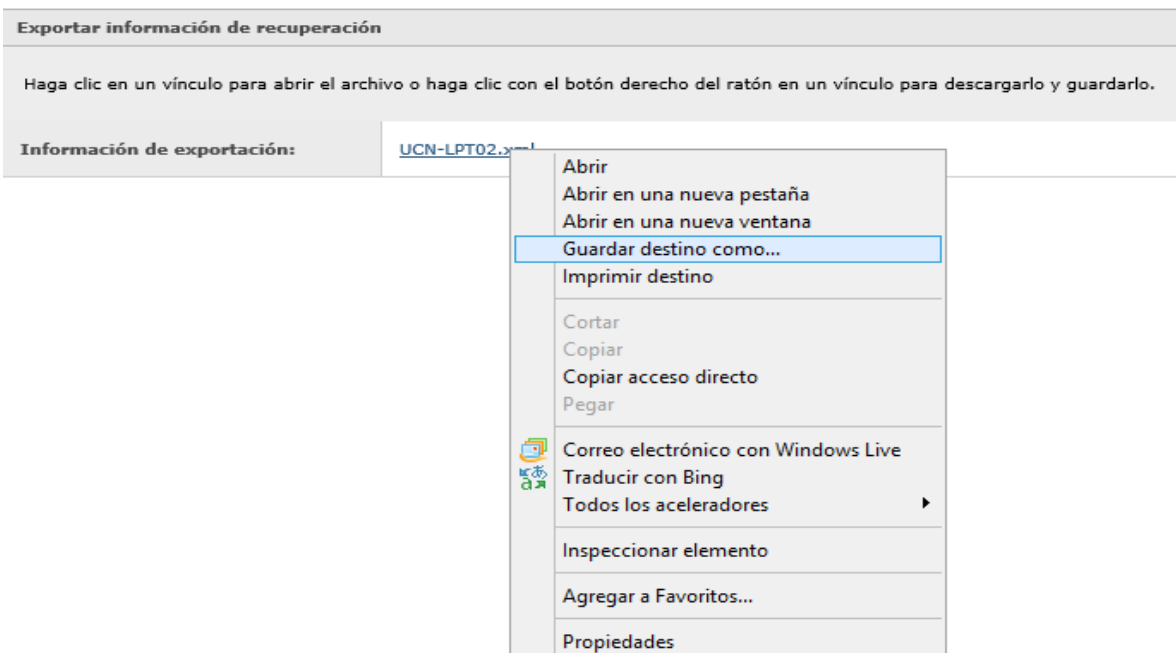 Exportar información de recuperación
Haga clic en un vínculo para abrir el archivo o haga clic con el botón derecho del ratón en un vínculo para descargarlo y guardarlo.
Información de exportación:
UCN-LPT02.xml
Abrir
Abrir en una nueva pestaña
Abrir en una nueva ventana
Guardar destino como...
Imprimir destino
Cortar
Copiar
Copiar acceso directo
Pegar
Correo electrónico con Windows Live
Traducir con Bing
Todos los aceleradores
Inspeccionar elemento
Agregar a Favoritos...
Propiedades